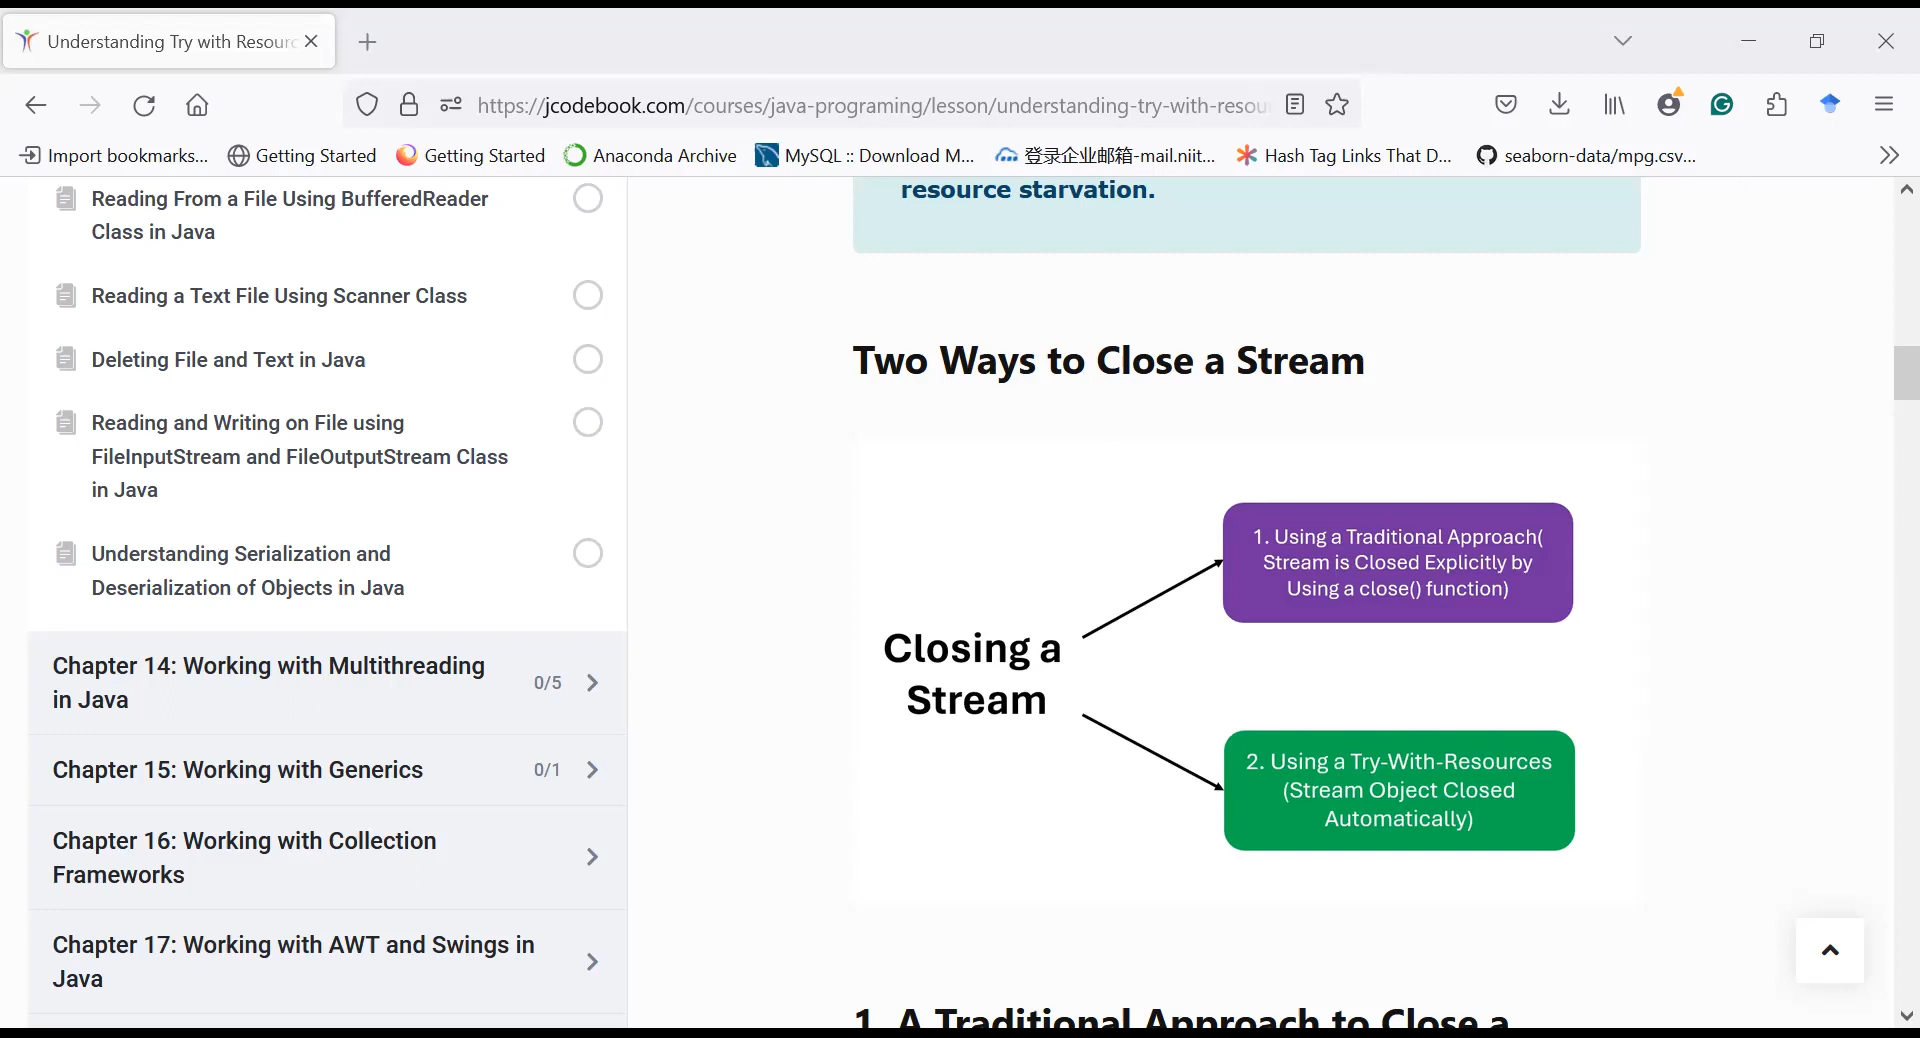 Understanding Try with Resourc
https://jcodebook.com/courses/java-programing/lesson/understanding-try-with-resou
Import bookmarks...
Getting Started
Getting Started
Anaconda Archive
MySQL :: Download M...
登录企业邮箱-mail.niit...
Hash Tag Links That D...
seaborn-data/mpg.csv...
Reading From a File Using BufferedReader
Class in Java
Reading a Text File Using Scanner Class
Deleting File and Text in Java
Reading and Writing on File using
FileInputStream and FileOutputStream Class
in Java
Understanding Serialization and
Deserialization of Objects in Java
Chapter 14: Working with Multithreading
in Java
0/5
Chapter 15: Working with Generics
0/1
Chapter 16: Working with Collection
Frameworks
Chapter 17: Working with AWT and Swings in
Java
resource starvation.
Two Ways to Close a Stream
Closing a
Stream
1. Using a Traditional Approach(
Stream is Closed Explicitly by
Using a close() function)
2. Using a Try-With-Resources
(Stream Object Closed
Automatically)
1. A Traditional Approach to Close a